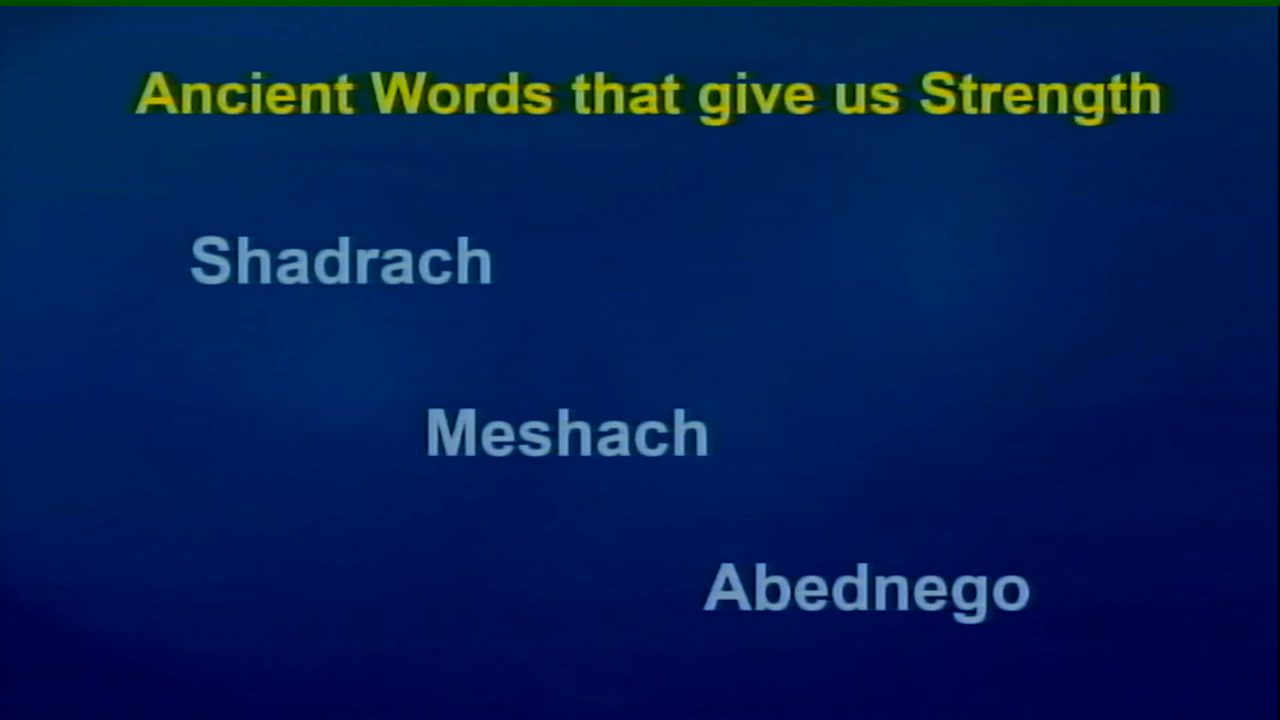 Ancient Words that give us Strength
Shadrach
Meshach
Abednego